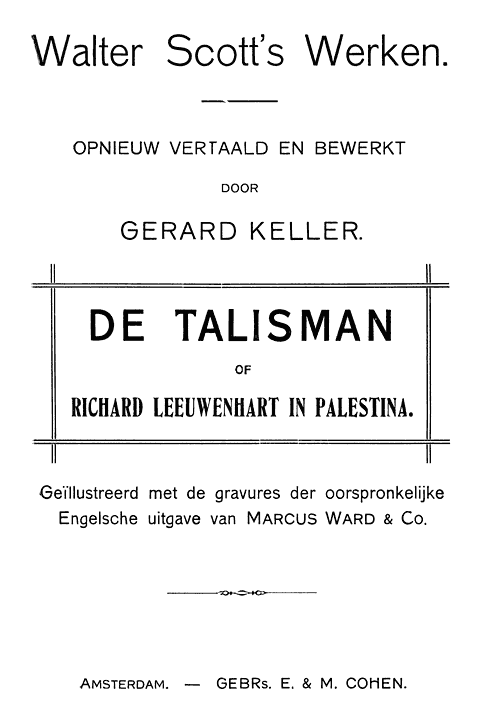 Walter Scott's Werken.
OPNIEUW VERTAALD EN BEWERKT
DOOR
GERARD KELLER.
DE TALISMAN
OF
RICHARD LEEUWENHART IN PALESTINA.
Geïllustreerd met de gravures der oorspronkelijke
Engelsche uitgave van MARCUS WARD & Co.
AMSTERDAM. — GEBRs. E. & M. COHEN.